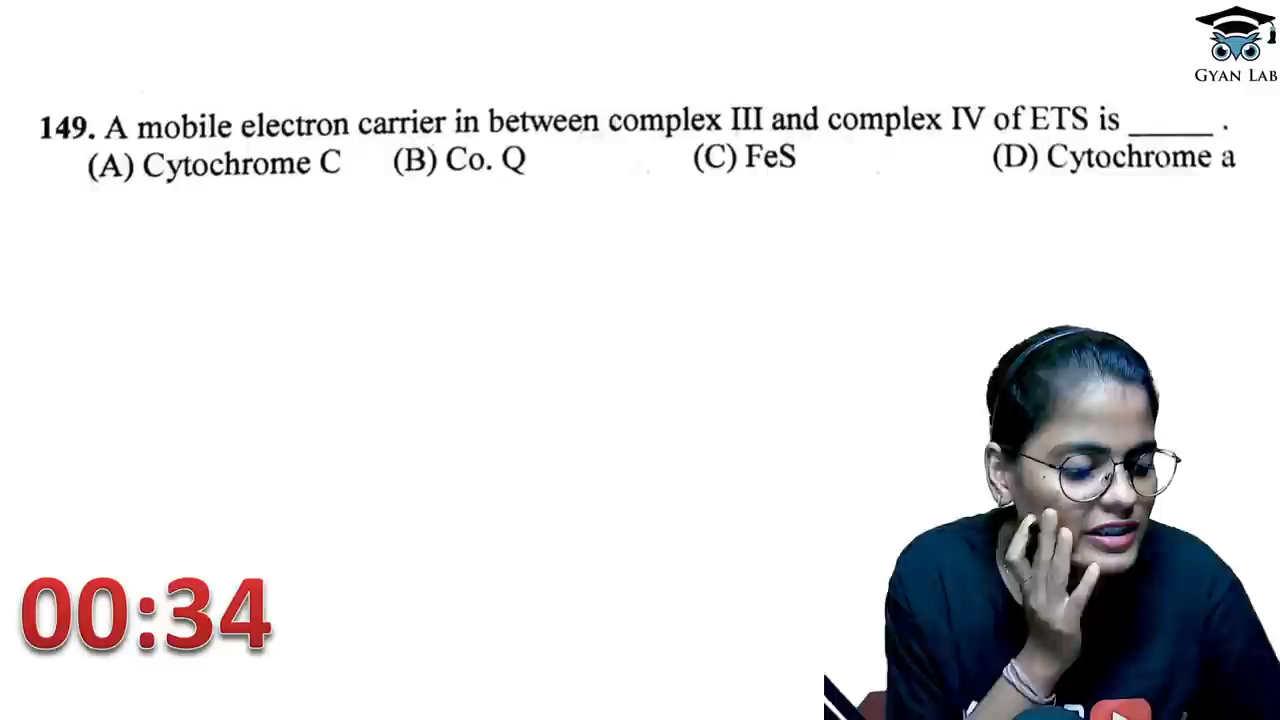 GYAN LAB
149. A mobile electron carrier in between complex III and complex IV of ETS is ______ .
(A) Cytochrome C (B) Co. Q (C) FeS (D) Cytochrome a
00:34